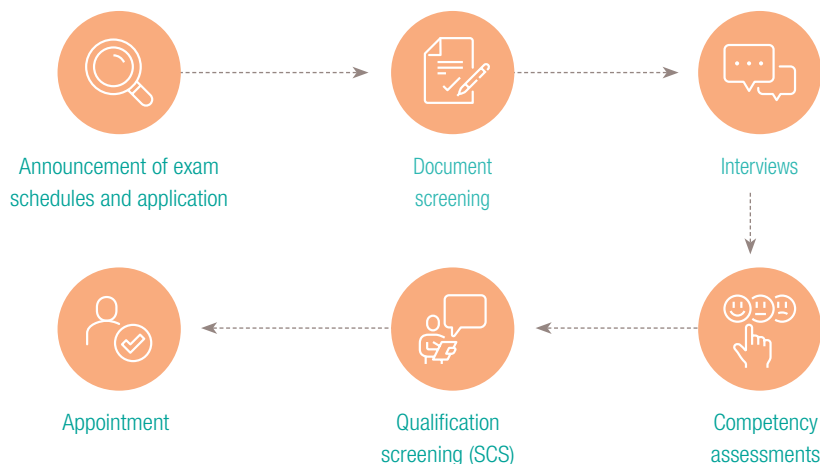 Announcement of exam
schedules and application
Document
screening
Interviews
Appointment
Qualification
screening (SCS)
Competency
assessments